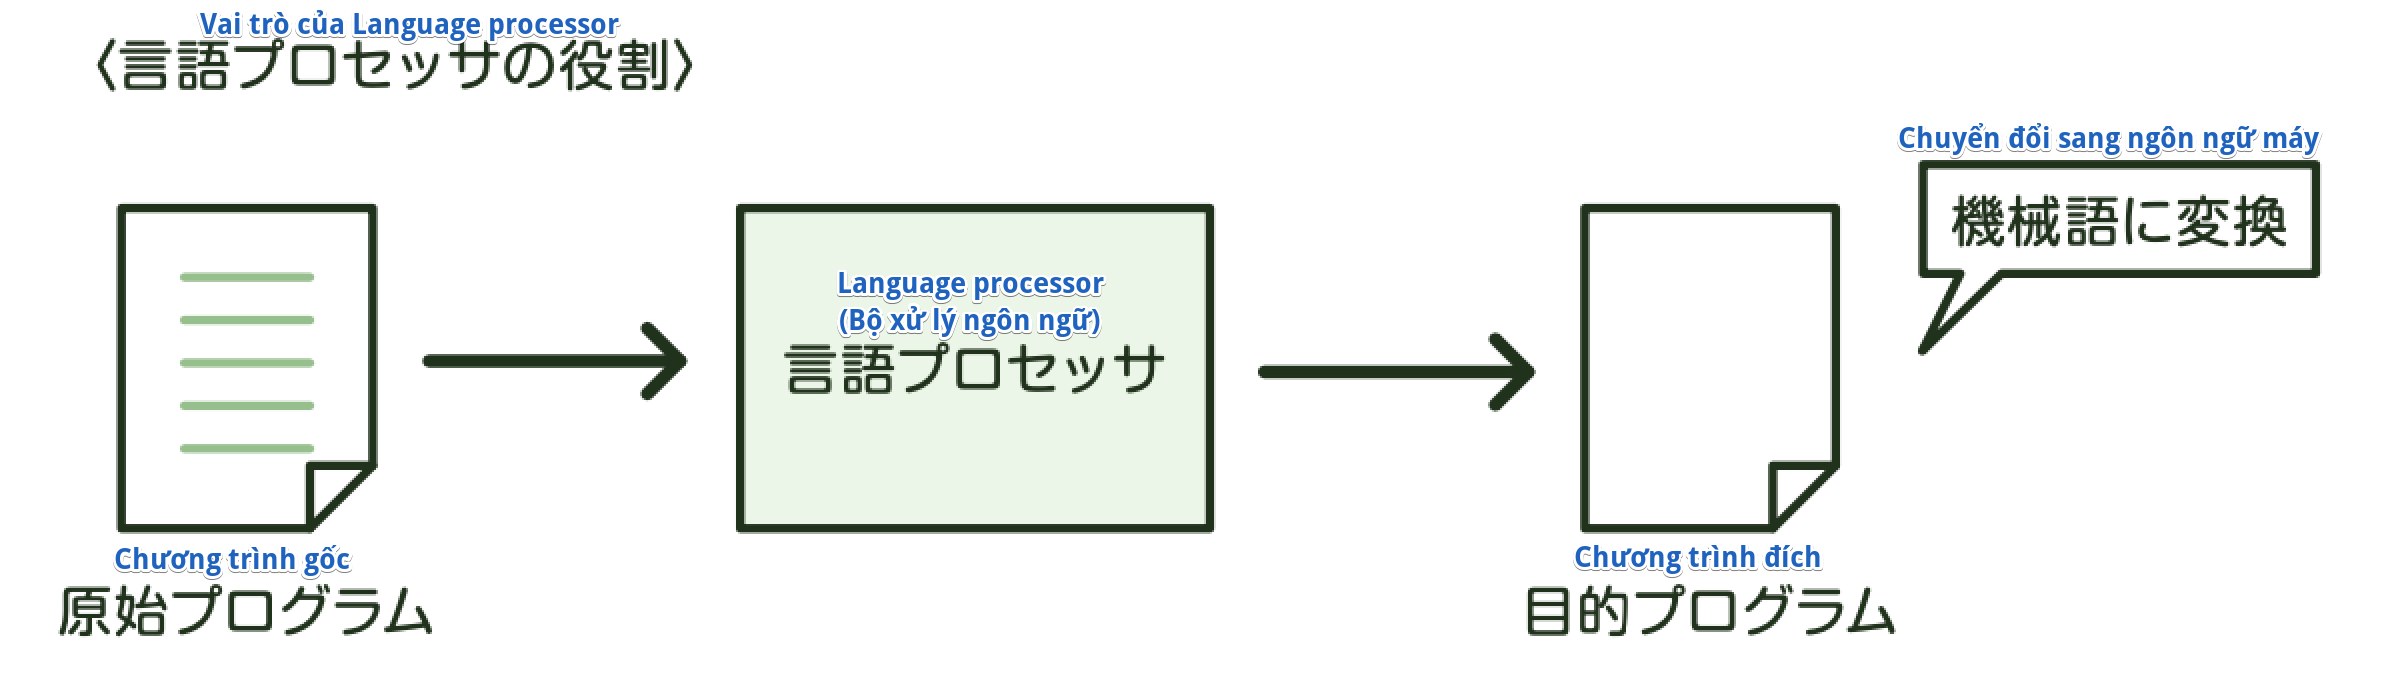 Vai trò của Language processor
〈言語プロセッサの役割〉
Chuyển đổi sang ngôn ngữ máy
機械語に変換
Language processor
(Bộ xử lý ngôn ngữ)
言語プロセッサ
Chương trình gốc
原始プログラム
Chương trình đích
目的プログラム